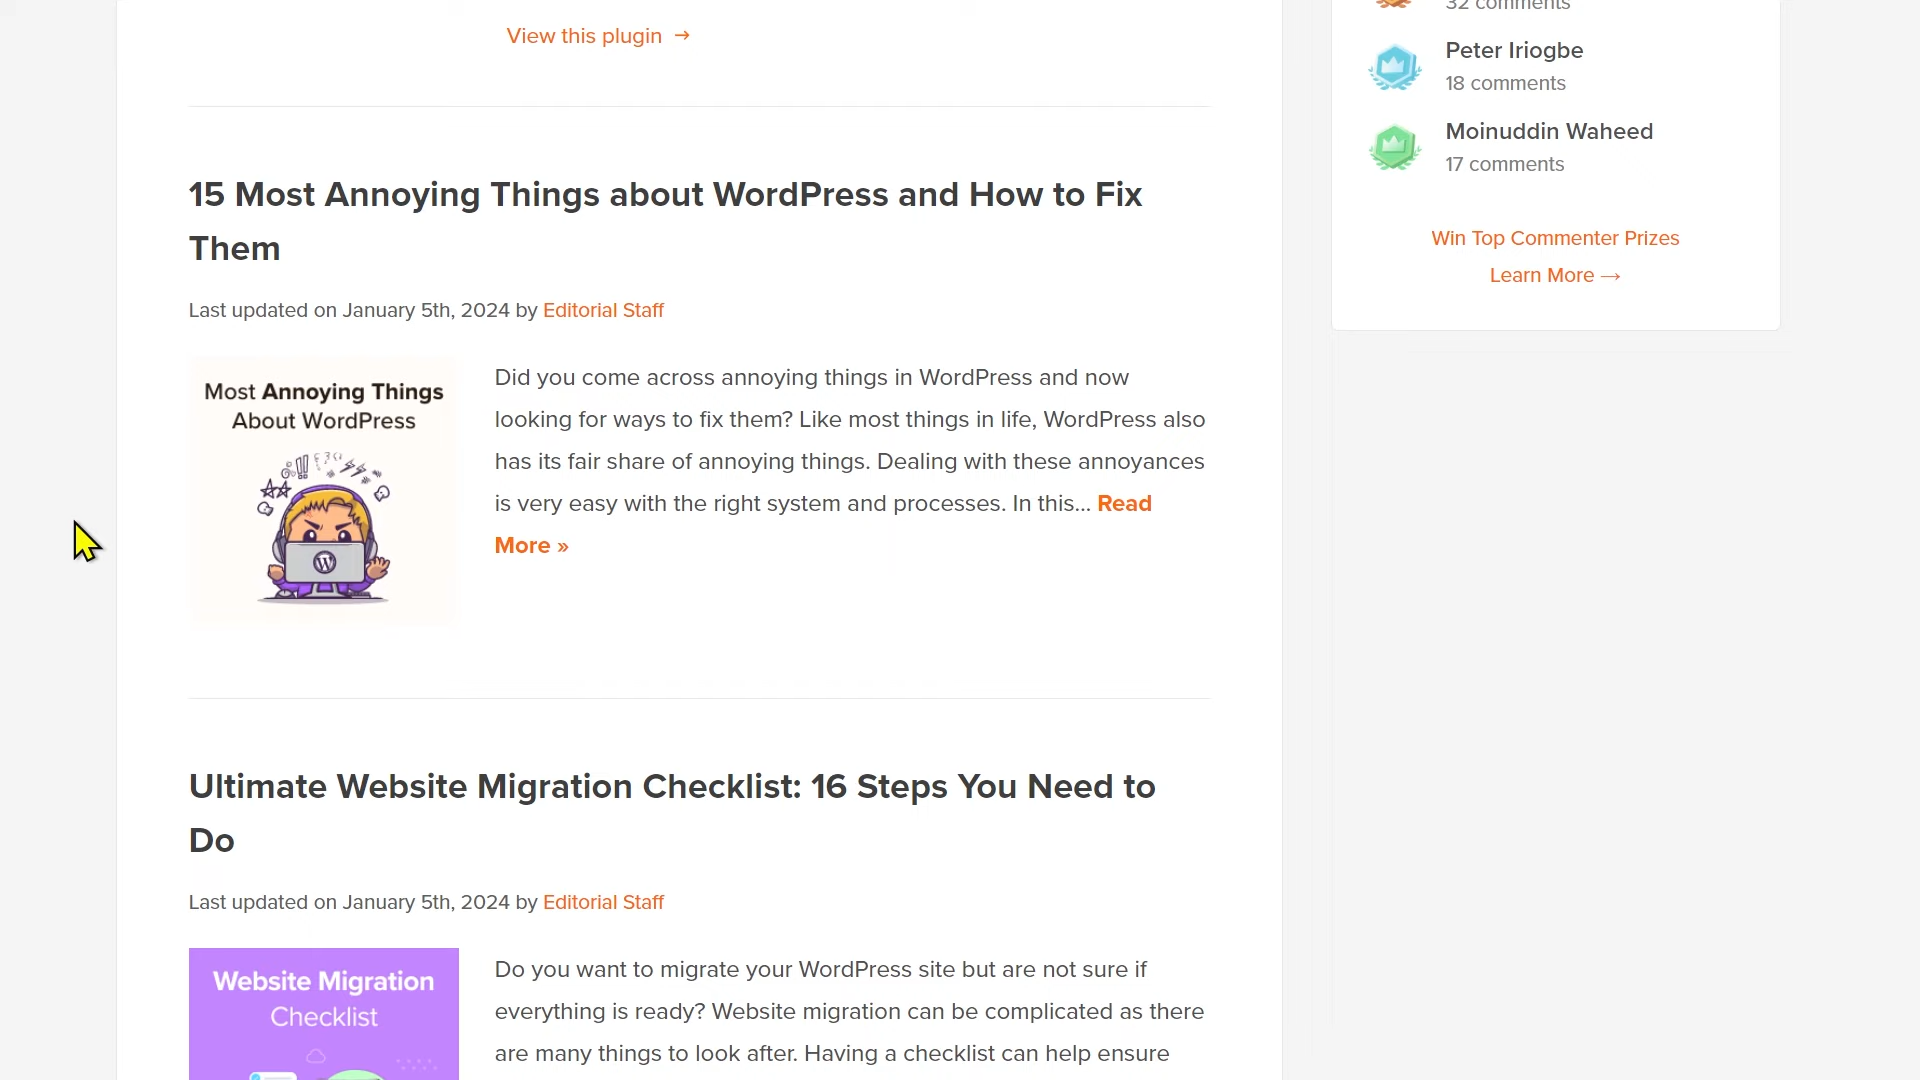 View this plugin →
15 Most Annoying Things about WordPress and How to Fix
Them
Last updated on January 5th, 2024 by Editorial Staff
Most Annoying Things
About WordPress
Did you come across annoying things in WordPress and now
looking for ways to fix them? Like most things in life, WordPress also
has its fair share of annoying things. Dealing with these annoyances
is very easy with the right system and processes. In this... Read
More »
Ultimate Website Migration Checklist: 16 Steps You Need to
Do
Last updated on January 5th, 2024 by Editorial Staff
Website Migration
Checklist
Do you want to migrate your WordPress site but are not sure if
everything is ready? Website migration can be complicated as there
are many things to look after. Having a checklist can help ensure
32 comments
Peter Iriogbe
18 comments
Moinuddin Waheed
17 comments
Win Top Commenter Prizes
Learn More →